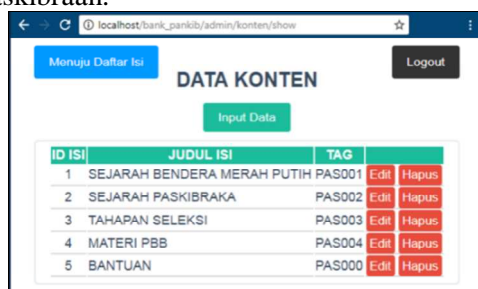 askibraan.
localhost/bank_pankib/admin/konten/show
Menuju Daftar Isi
Logout
DATA KONTEN
Input Data
ID ISI JUDUL ISI TAG
1 SEJARAH BENDERA MERAH PUTIH PAS001 Edit Hapus
2 SEJARAH PASKIBRAKA PAS002 Edit Hapus
3 TAHAPAN SELEKSI PAS003 Edit Hapus
4 MATERI PBB PAS004 Edit Hapus
5 BANTUAN PAS000 Edit Hapus